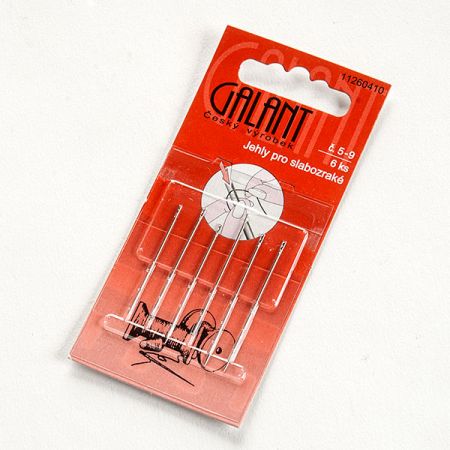 11260410
GALANT
Český výrobek
č. 5-9
6 ks
Jehly pro slabozraké